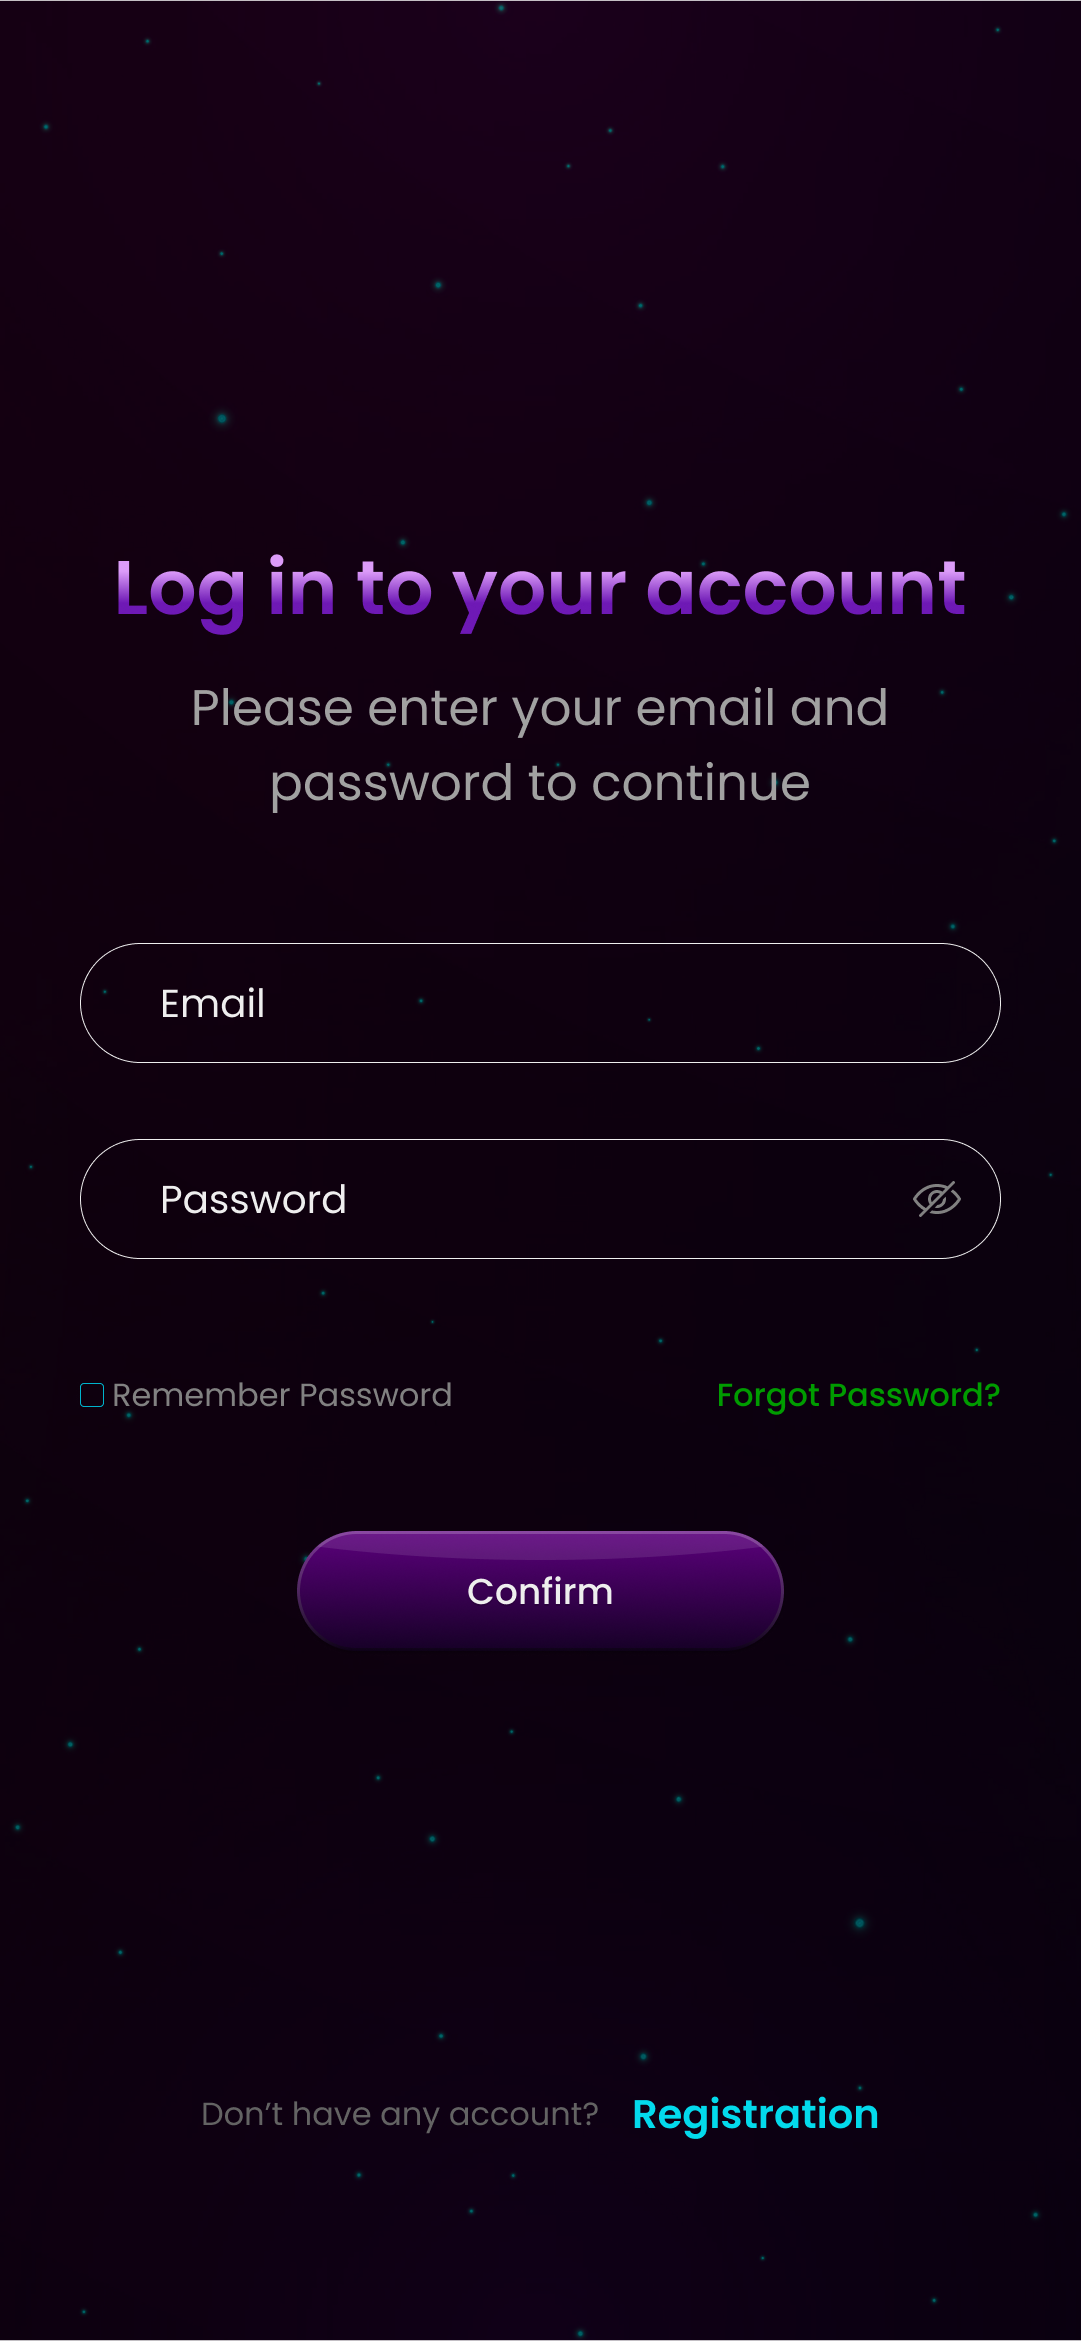 Log in to your account
Please enter your email and
password to continue
Email
Password
Remember Password
Forgot Password?
Confirm
Don’t have any account? Registration